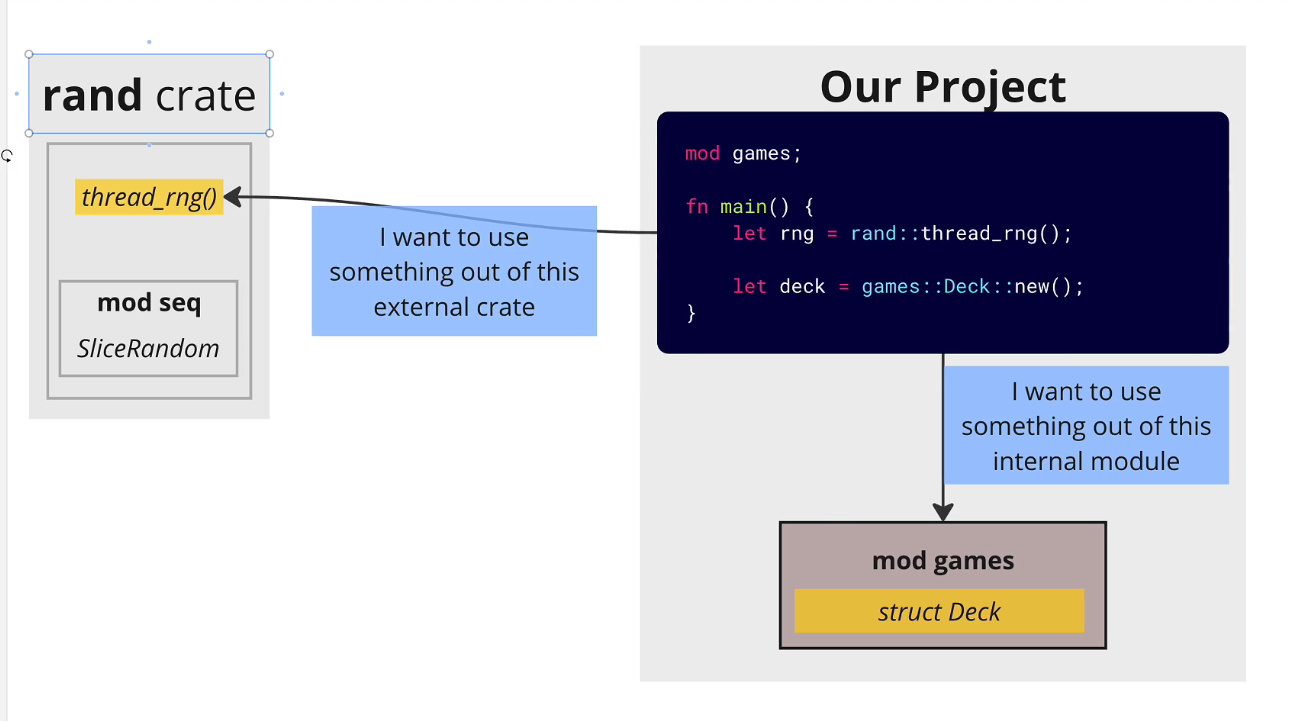 rand crate
thread_rng()
mod seq
SliceRandom
I want to use
something out of this
external crate
Our Project
mod games;
fn main() {
    let rng = rand::thread_rng();
    let deck = games::Deck::new();
}
I want to use
something out of this
internal module
mod games
struct Deck